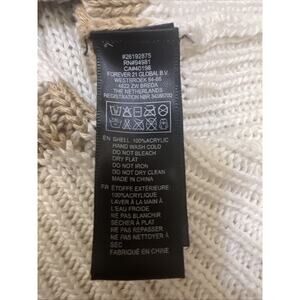 #26192875
RN#94981
CA#40198
FOREVER 21 GLOBAL B.V.
WESTBROEK 64-66
4822 ZW BREDA
THE NETHERLANDS
REGISTRATION NBR 34366700
EN SHELL: 100%ACRYLIC
HAND WASH COLD
DO NOT BLEACH
DRY FLAT
DO NOT IRON
DO NOT DRY CLEAN
MADE IN CHINA
FR ÉTOFFE EXTÉRIEURE:
100%ACRYLIQUE
LAVER À LA MAIN À
L'EAU FROIDE
NE PAS BLANCHIR
SÉCHER À PLAT
NE PAS REPASSER
NE PAS NETTOYER À
SEC
FABRIQUÉ EN CHINE